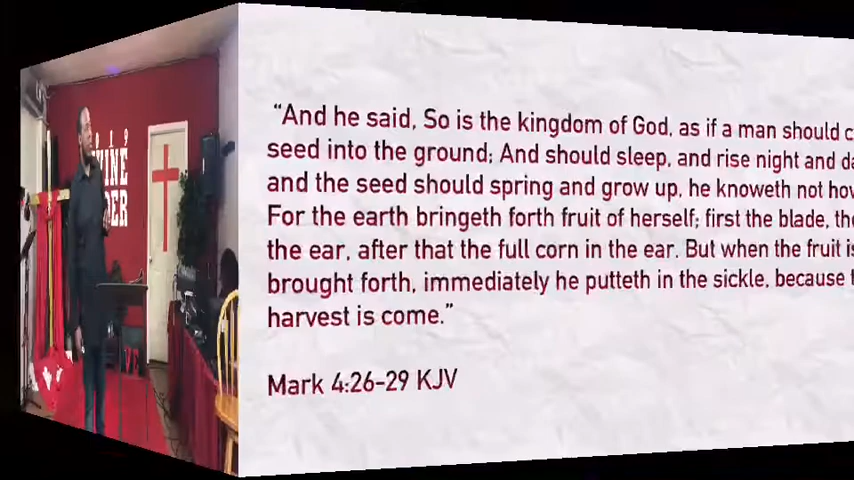 2019
DIVINE
ORDER
“And he said, So is the kingdom of God, as if a man should
seed into the ground; And should sleep, and rise night and
and the seed should spring and grow up, he knoweth not
For the earth bringeth forth fruit of herself; first the blade,
the ear, after that the full corn in the ear. But when the fruit
brought forth, immediately he putteth in the sickle, because
harvest is come.”
Mark 4:26-29 KJV